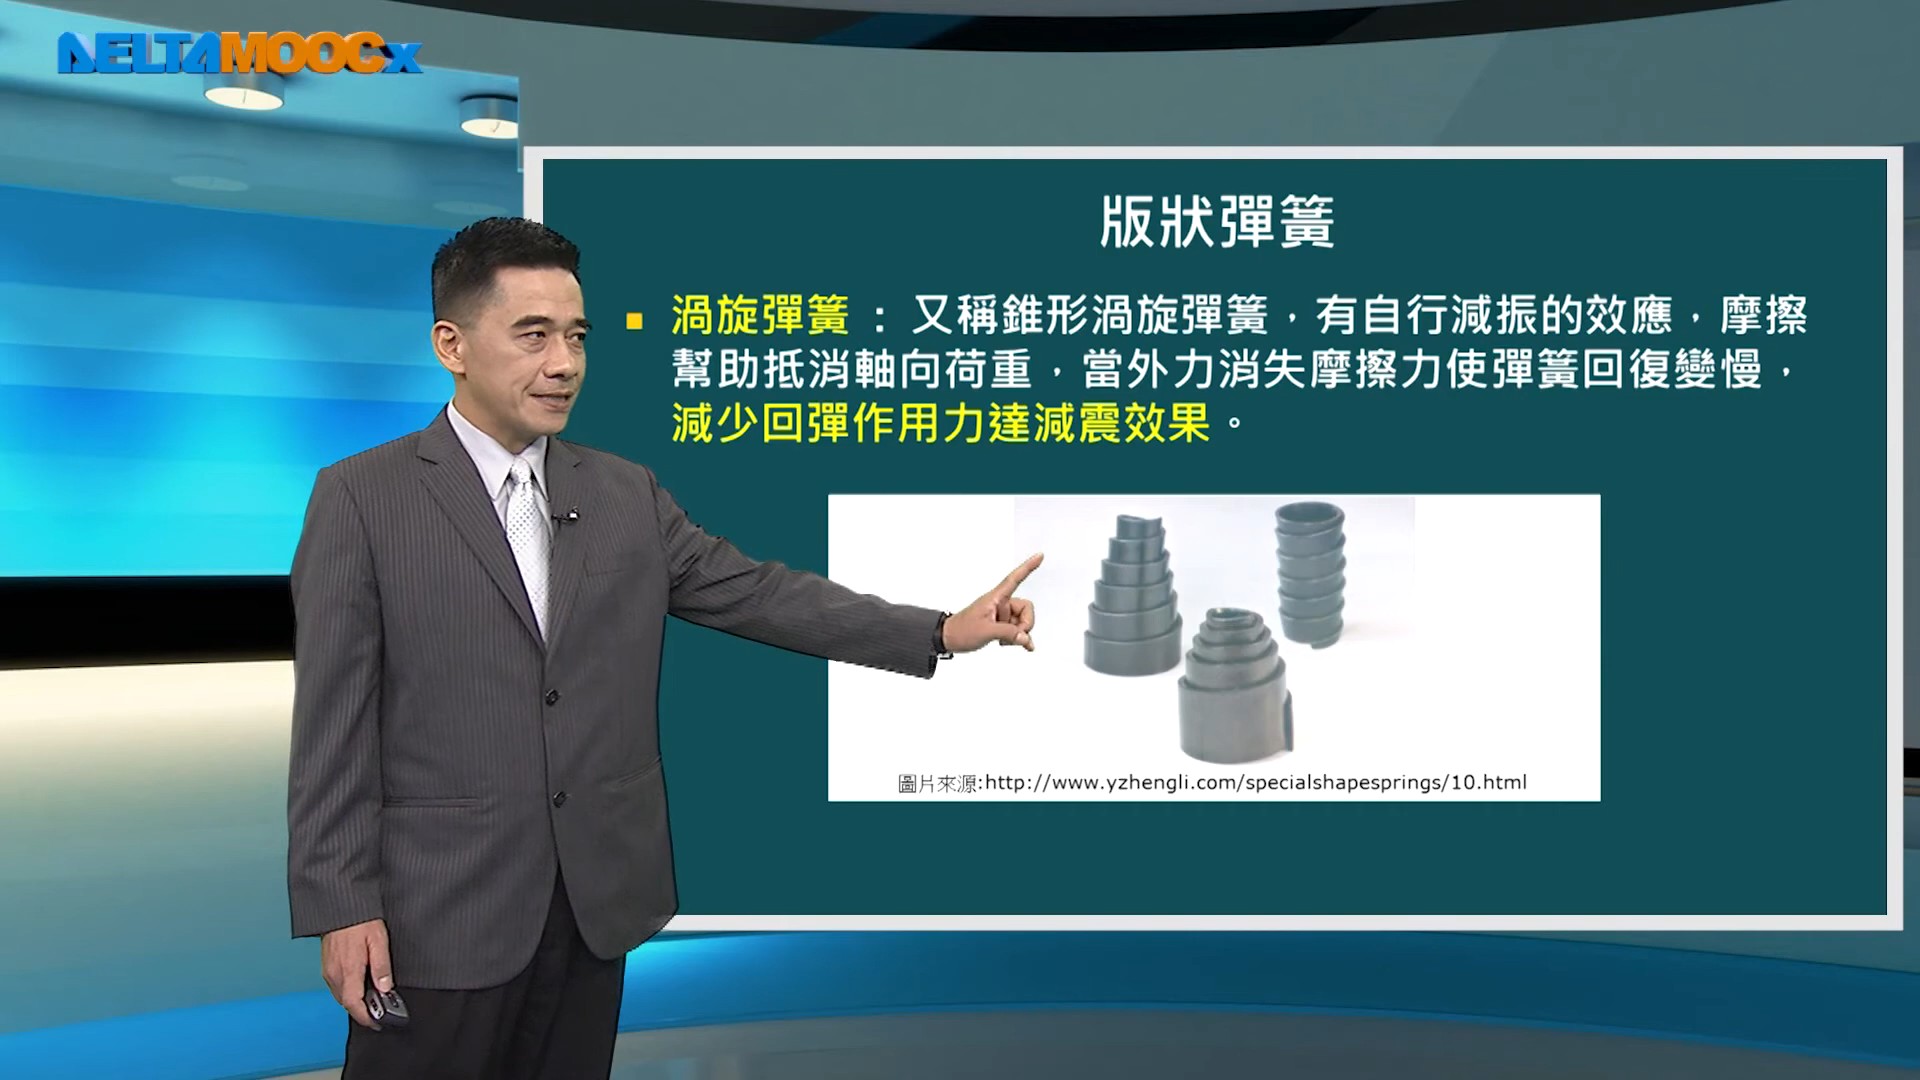 DELTAMOOCx
版狀彈簧
渦旋彈簧：又稱錐形渦旋彈簧，有自行減振的效應，摩擦
幫助抵消軸向荷重，當外力消失摩擦力使彈簧回復變慢，
減少回彈作用力達減震效果。
圖片來源:http://www.yzhengli.com/specialshapesprings/10.html